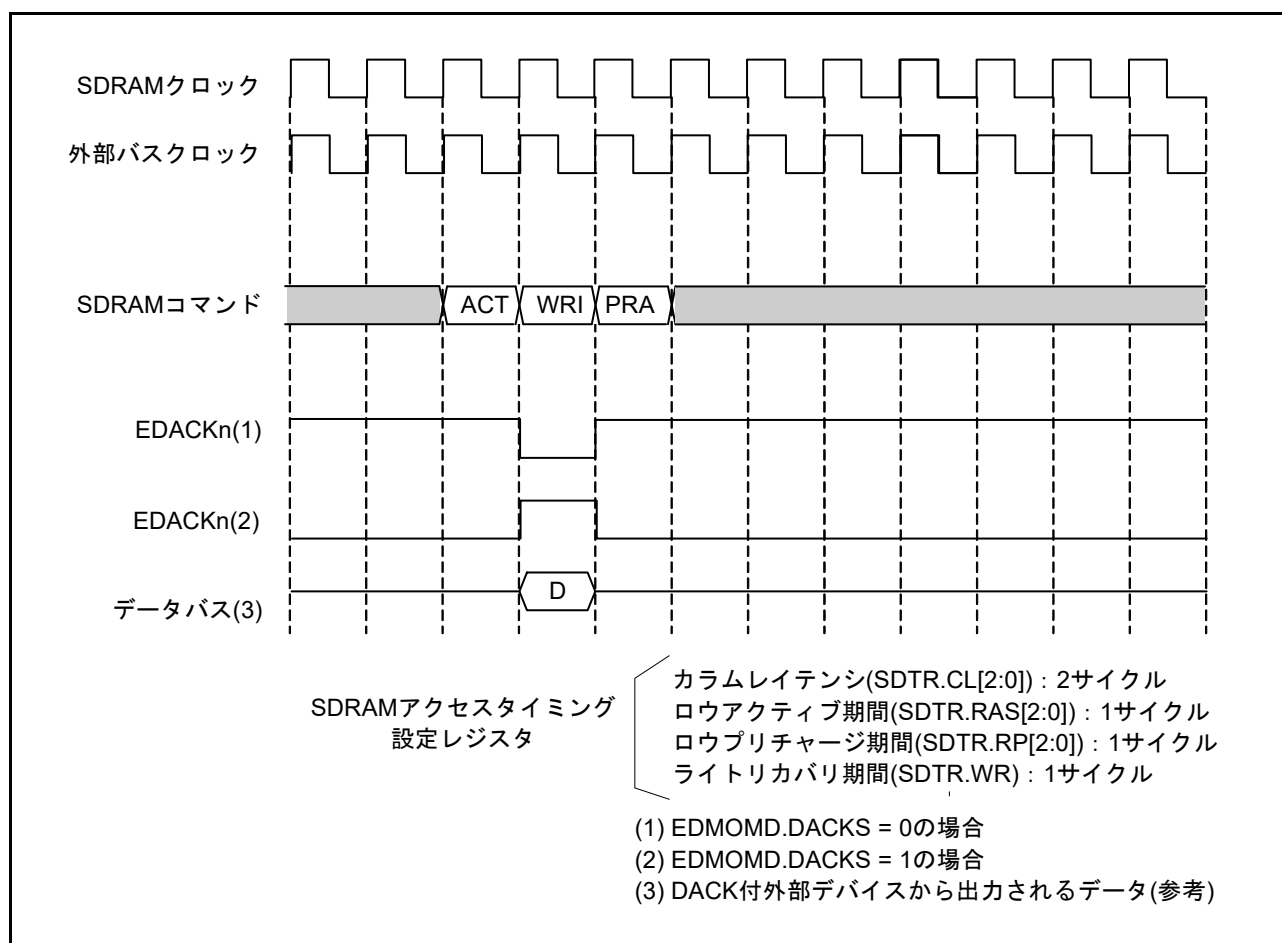 SDRAMクロック
外部バスクロック
SDRAMコマンド
ACT WRI PRA
EDACKn(1)
EDACKn(2)
データバス(3)
D
SDRAMアクセスタイミング
設定レジスタ
カラムレイテンシ(SDTR.CL[2:0])：2サイクル
ロウアクティブ期間(SDTR.RAS[2:0])：1サイクル
ロウプリチャージ期間(SDTR.RP[2:0])：1サイクル
ライトリカバリ期間(SDTR.WR)：1サイクル
(1) EDMOMD.DACKS = 0の場合
(2) EDMOMD.DACKS = 1の場合
(3) DACK付外部デバイスから出力されるデータ(参考)